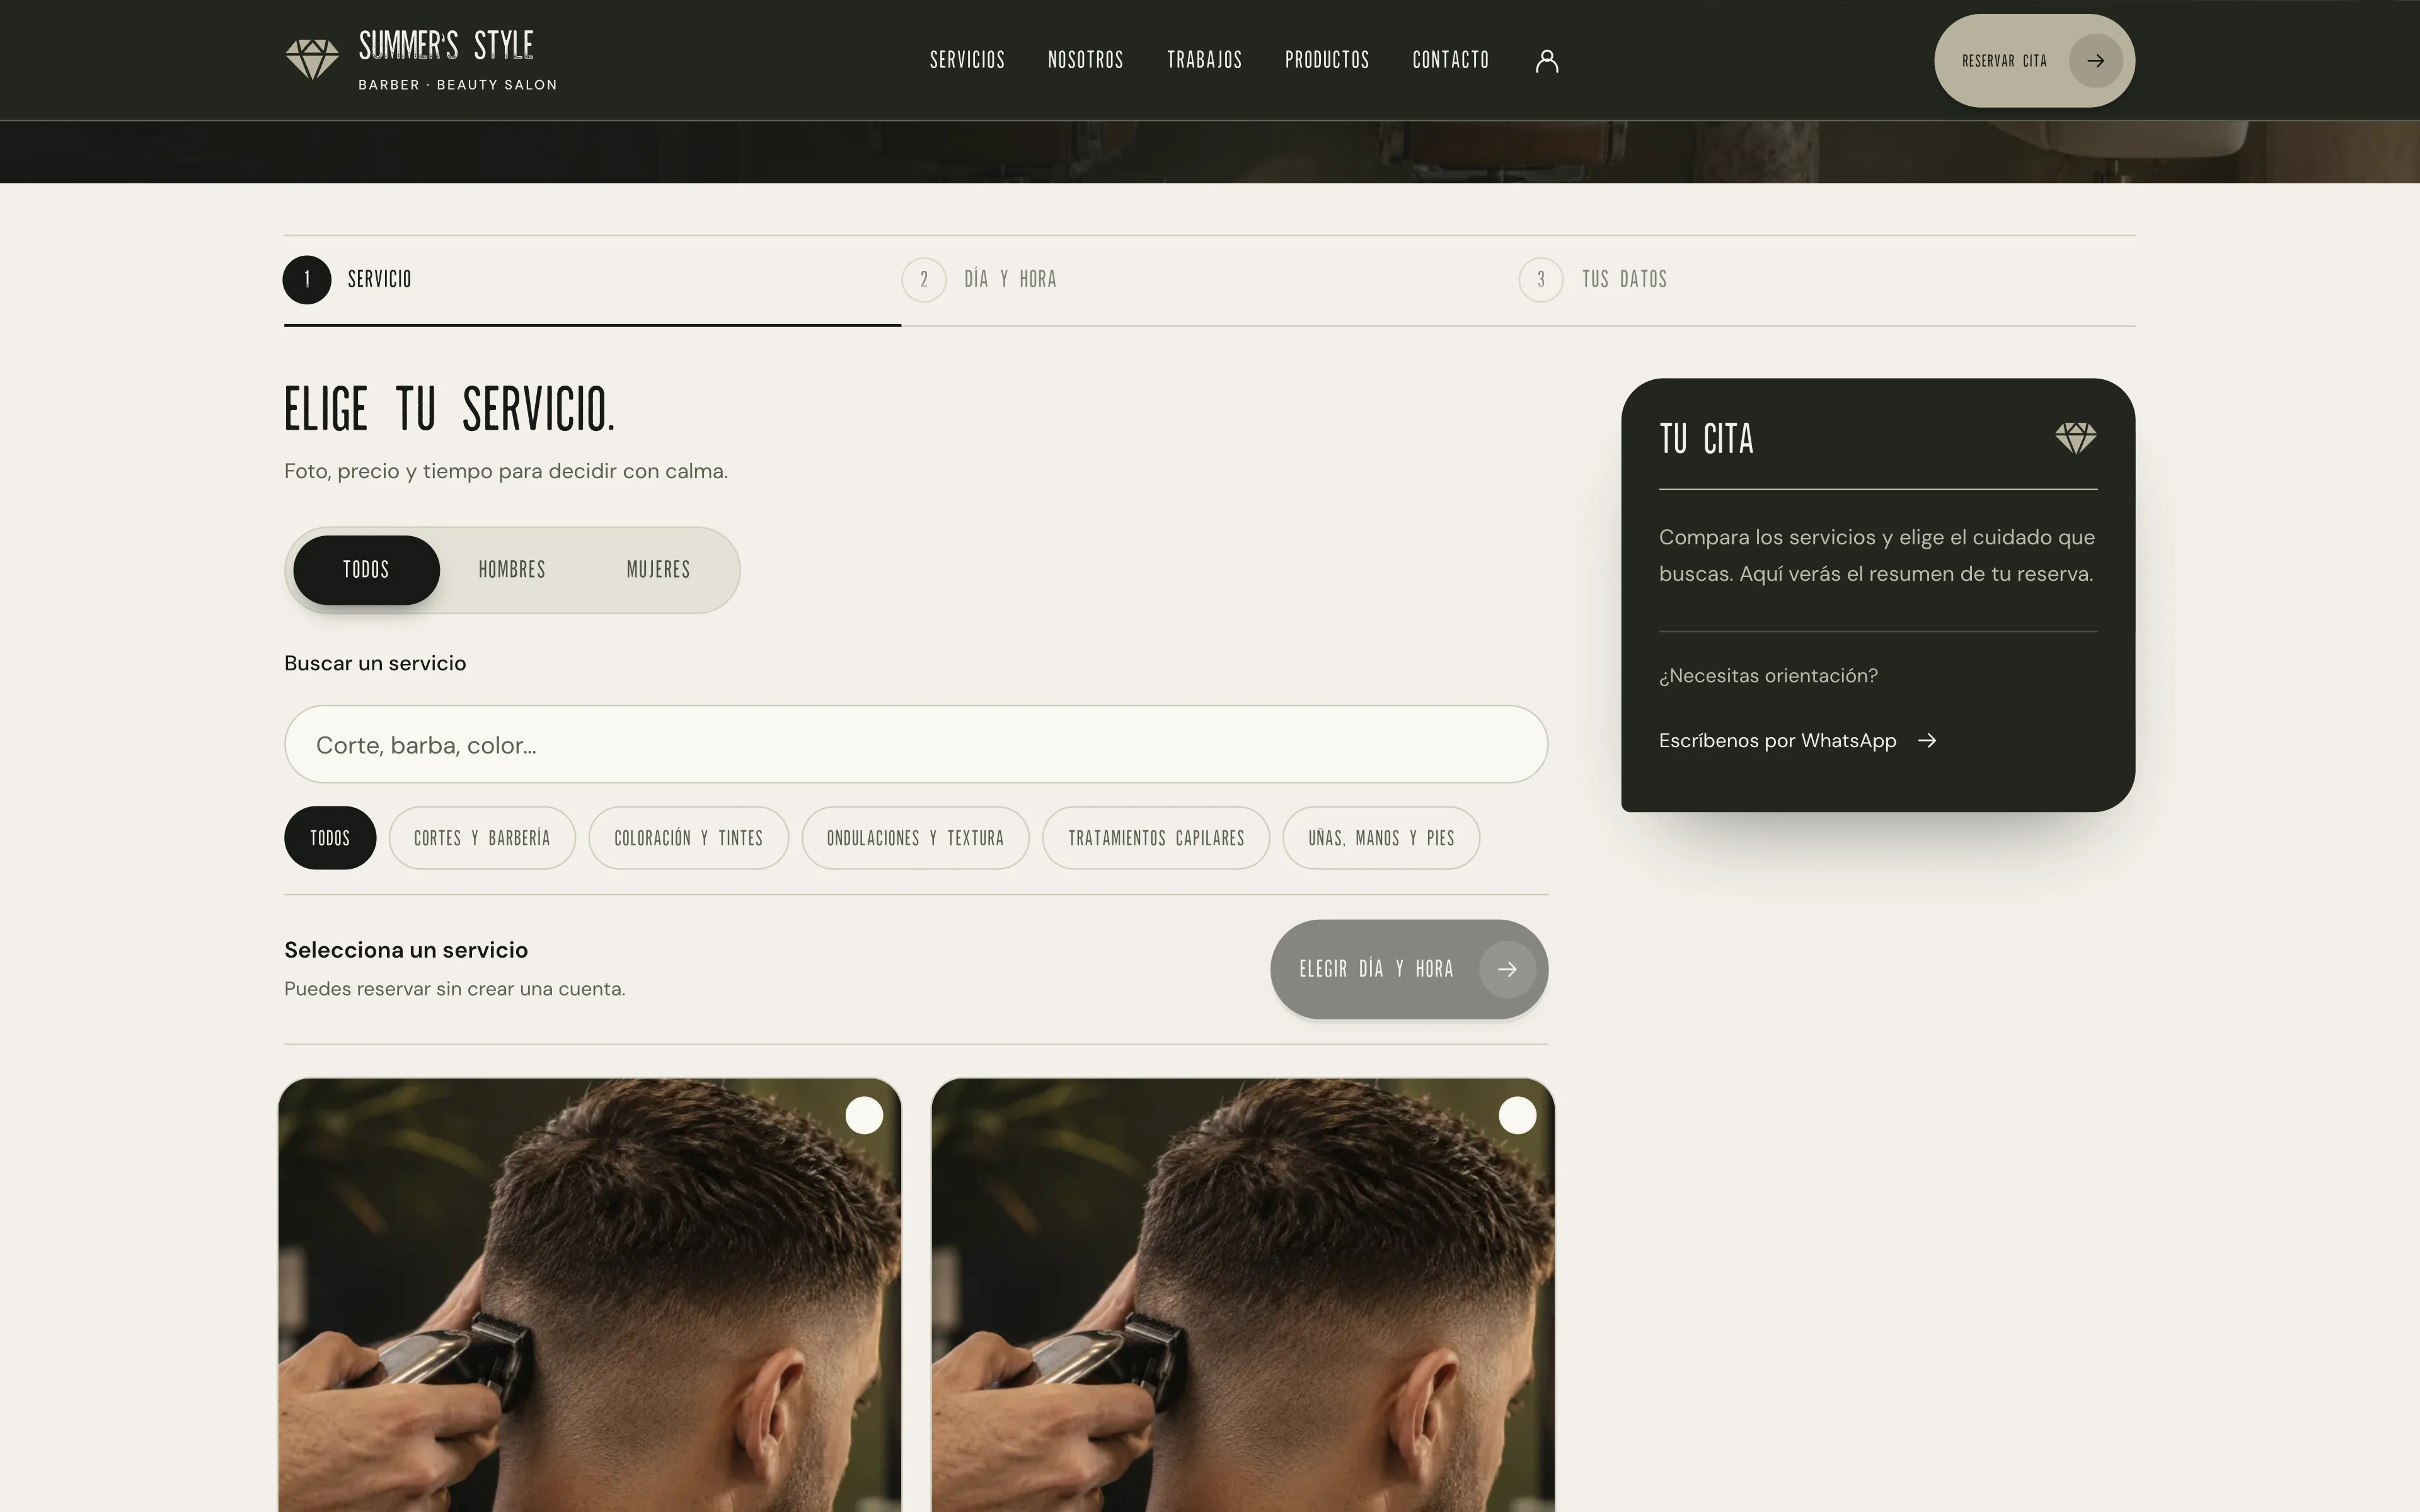 SUMMER'S STYLE
BARBER · BEAUTY SALON
SERVICIOS NOSOTROS TRABAJOS PRODUCTOS CONTACTO
RESERVAR CITA
1 SERVICIO
2 DÍA Y HORA
3 TUS DATOS
ELIGE TU SERVICIO.
Foto, precio y tiempo para decidir con calma.
TODOS HOMBRES MUJERES
Buscar un servicio
Corte, barba, color...
TODOS CORTES Y BARBERÍA COLORACIÓN Y TINTES ONDULACIONES Y TEXTURA TRATAMIENTOS CAPILARES UÑAS, MANOS Y PIES
Selecciona un servicio
Puedes reservar sin crear una cuenta.
ELEGIR DÍA Y HORA
TU CITA
Compara los servicios y elige el cuidado que
buscas. Aquí verás el resumen de tu reserva.
¿Necesitas orientación?
Escríbenos por WhatsApp